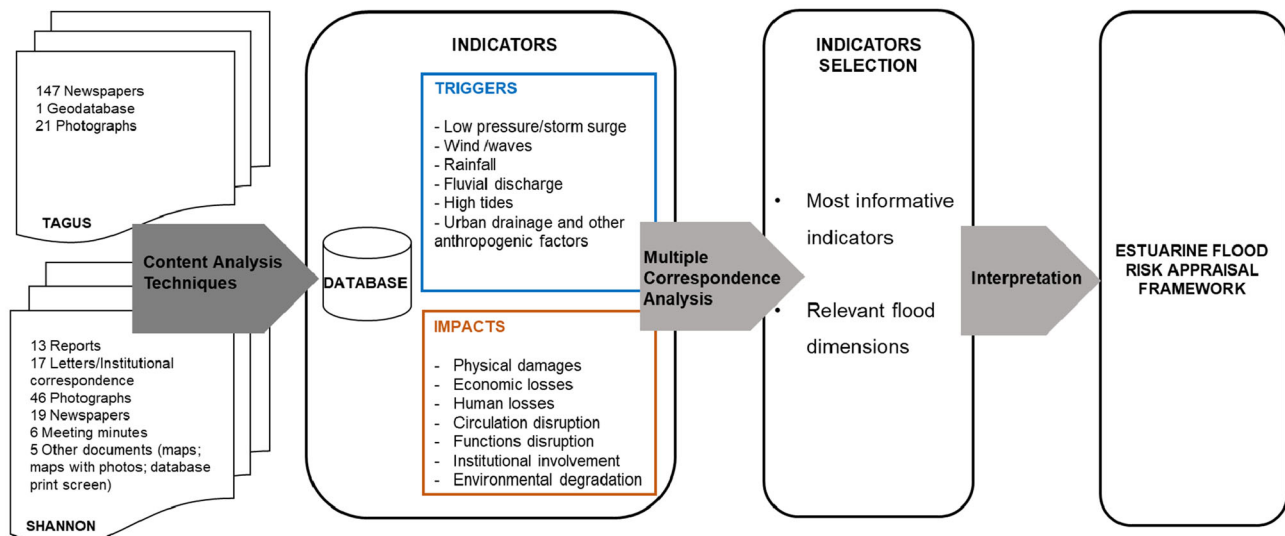 147 Newspapers
1 Geodatabase
21 Photographs
TAGUS
13 Reports
17 Letters/Institutional
correspondence
46 Photographs
19 Newspapers
6 Meeting minutes
5 Other documents (maps;
maps with photos; database
print screen)
SHANNON
Content Analysis
Techniques
INDICATORS
DATABASE
TRIGGERS
- Low pressure/storm surge
- Wind /waves
- Rainfall
- Fluvial discharge
- High tides
- Urban drainage and other
anthropogenic factors
IMPACTS
- Physical damages
- Economic losses
- Human losses
- Circulation disruption
- Functions disruption
- Institutional involvement
- Environmental degradation
Multiple
Correspondence
Analysis
INDICATORS
SELECTION
• Most informative
indicators
• Relevant flood
dimensions
Interpretation
ESTUARINE FLOOD
RISK APPRAISAL
FRAMEWORK